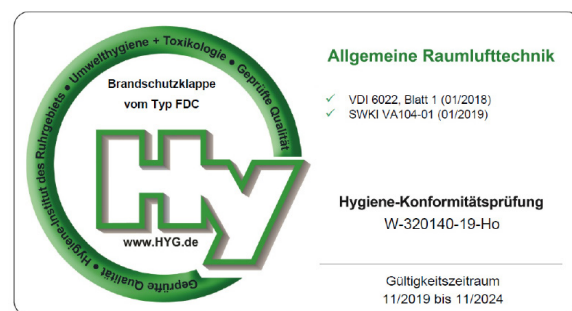 Hygiene-Institut des Ruhrgebiets • Umwelthygiene + Toxikologie • Geprüfte Qualität
Brandschutzklappe
vom Typ FDC
Hy
www.HYG.de
Geprüfte Qualität •
Allgemeine Raumlufttechnik
✓ VDI 6022, Blatt 1 (01/2018)
✓ SWKI VA104-01 (01/2019)
Hygiene-Konformitätsprüfung
W-320140-19-Ho
Gültigkeitszeitraum
11/2019 bis 11/2024